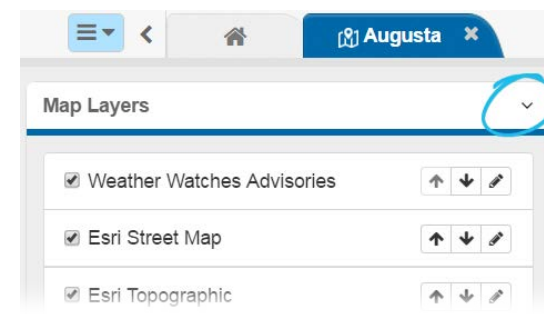 Augusta
Map Layers
Weather Watches Advisories
Esri Street Map
Esri Topographic